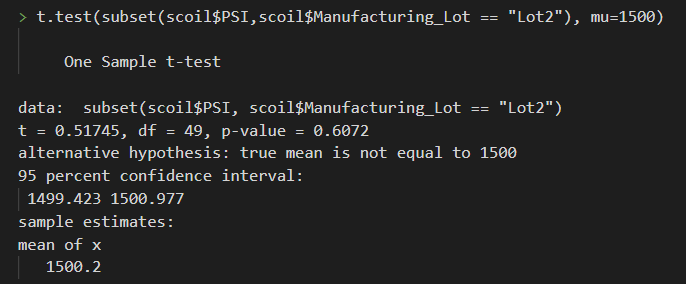 > t.test(subset(scoil$PSI,scoil$Manufacturing_Lot == "Lot2"), mu=1500)
One Sample t-test
data:  subset(scoil$PSI, scoil$Manufacturing_Lot == "Lot2")
t = 0.51745, df = 49, p-value = 0.6072
alternative hypothesis: true mean is not equal to 1500
95 percent confidence interval:
1499.423 1500.977
sample estimates:
mean of x
1500.2